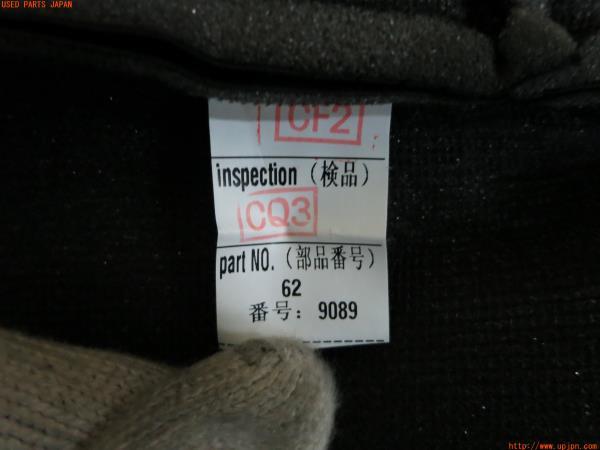 USED PARTS JAPAN
CF2
inspection (検品)
CQ3
part NO. (部品番号)
62
番号: 9089
http://www.upjpn.com/